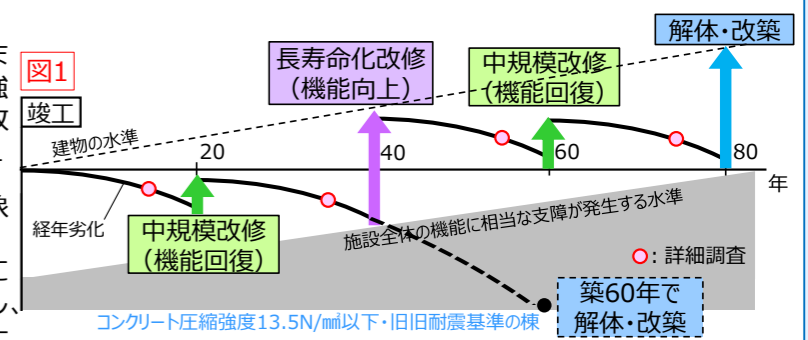 図1
竣工
建物の水準
経年劣化
長寿命化改修
（機能向上）
中規模改修
（機能回復）
解体・改築
20
40
60
80
年
中規模改修
（機能回復）
施設全体の機能に相当な支障が発生する水準
：詳細調査
築60年で
解体・改築
コンクリート圧縮強度13.5N/㎟以下・旧旧耐震基準の棟